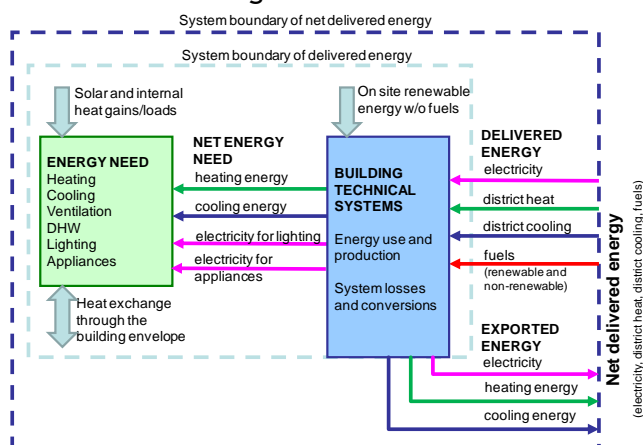 System boundary of net delivered energy
System boundary of delivered energy
Solar and internal
heat gains/loads
On site renewable
energy w/o fuels
ENERGY NEED
Heating
Cooling
Ventilation
DHW
Lighting
Appliances
NET ENERGY
NEED
heating energy
cooling energy
electricity for lighting
electricity for
appliances
BUILDING
TECHNICAL
SYSTEMS
Energy use and
production
System losses
and conversions
DELIVERED
ENERGY
electricity
district heat
district cooling
fuels
(renewable and
non-renewable)
Heat exchange
through the
building envelope
EXPORTED
ENERGY
electricity
heating energy
cooling energy
Net delivered energy
(electricity, district heat, district cooling, fuels)